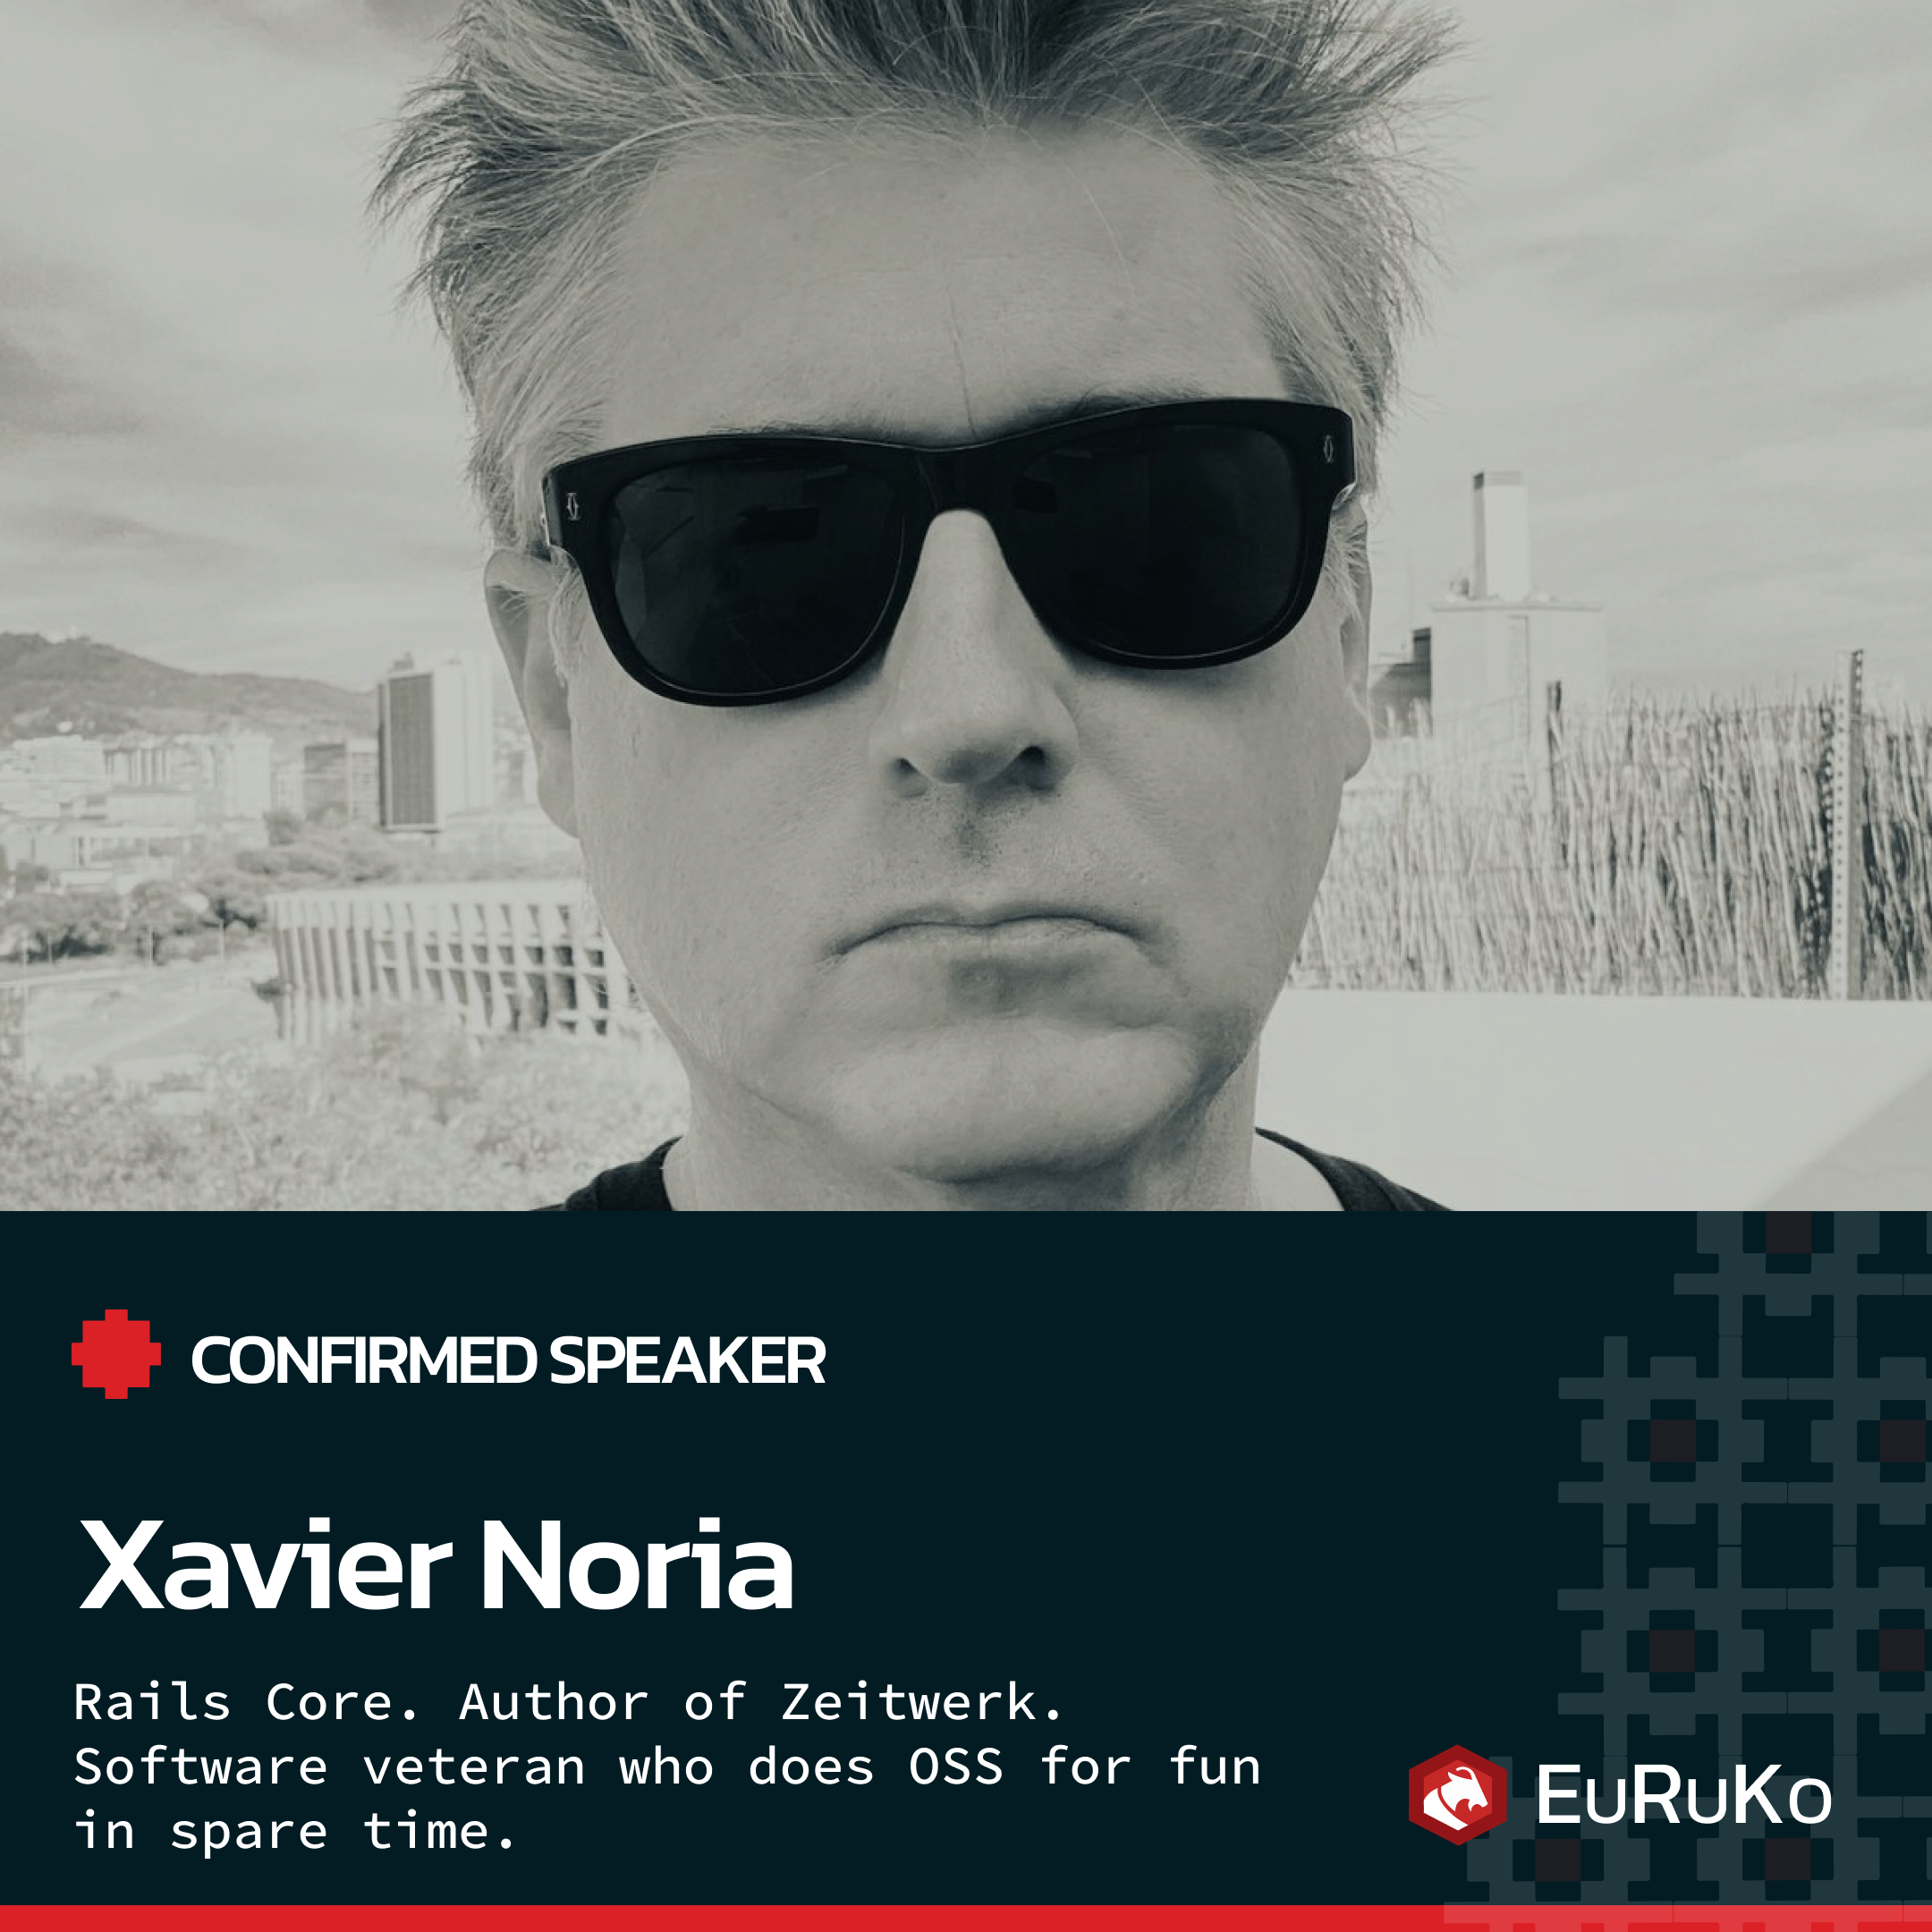 CONFIRMED SPEAKER
Xavier Noria
Rails Core. Author of Zeitwerk.
Software veteran who does OSS for fun
in spare time.
EuRuKo